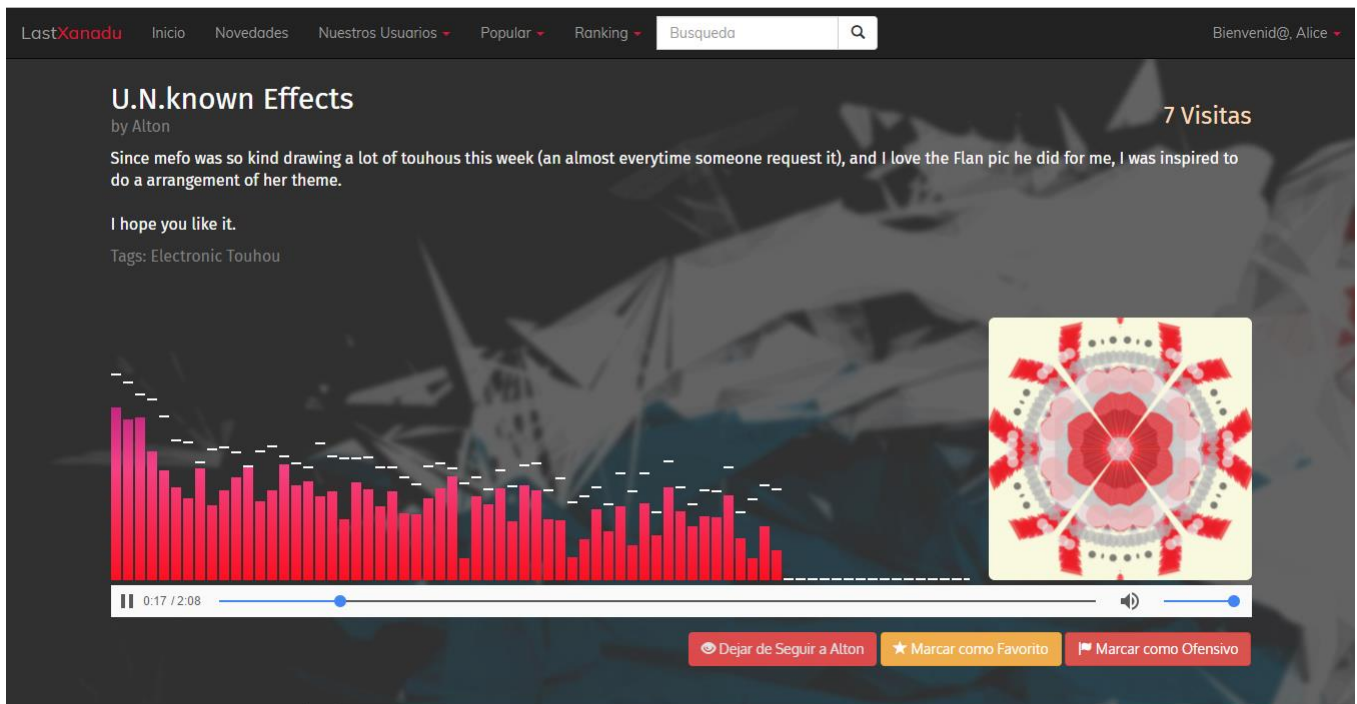 LastXanadu Inicio Novedades Nuestros Usuarios Popular Ranking Busqueda Bienvenid@, Alice
U.N.known Effects
by Alton
7 Visitas
Since mefo was so kind drawing a lot of touhous this week (an almost everytime someone request it), and I love the Flan pic he did for me, I was inspired to
do a arrangement of her theme.
I hope you like it.
Tags: Electronic Touhou
0:17 / 2:08
Dejar de Seguir a Alton Marcar como Favorito Marcar como Ofensivo